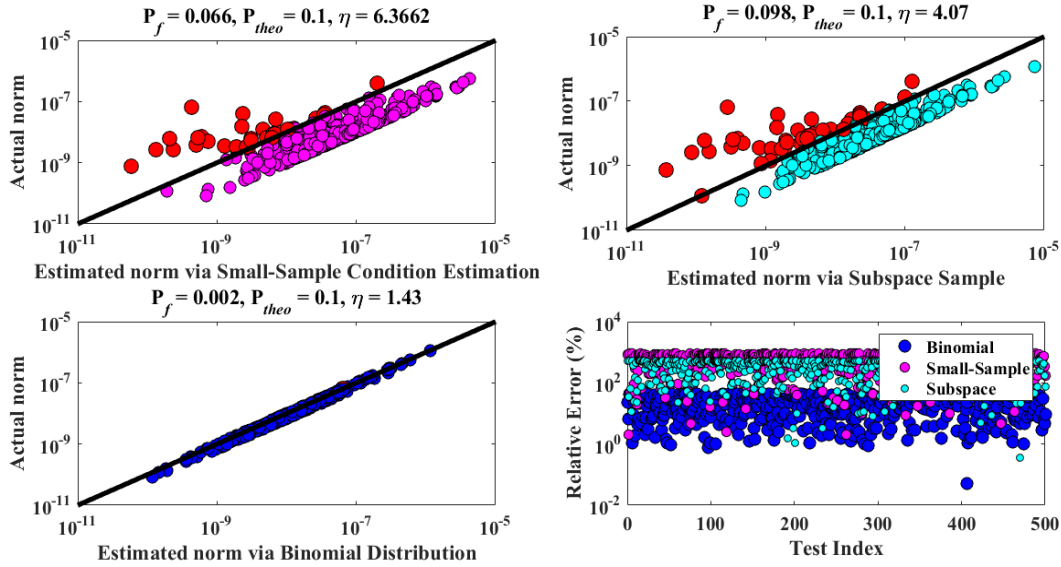 P_f = 0.066, P_theo = 0.1, η = 6.3662
10^-5
10^-7
10^-9
10^-11
Actual norm
10^-11 10^-9 10^-7 10^-5
Estimated norm via Small-Sample Condition Estimation
P_f = 0.098, P_theo = 0.1, η = 4.07
10^-5
10^-7
10^-9
10^-11
Actual norm
10^-11 10^-9 10^-7 10^-5
Estimated norm via Subspace Sample
P_f = 0.002, P_theo = 0.1, η = 1.43
10^-5
10^-7
10^-9
10^-11
Actual norm
10^-11 10^-9 10^-7 10^-5
Estimated norm via Binomial Distribution
10^4
10^2
10^0
10^-2
Relative Error (%)
Binomial
Small-Sample
Subspace
0 100 200 300 400 500
Test Index